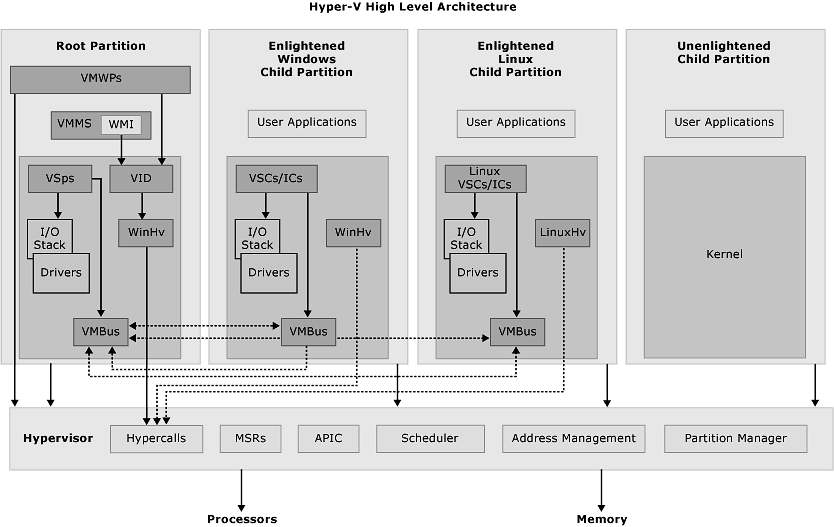 Hyper-V High Level Architecture
Root Partition
VMWPs
VMMS
WMI
VSps
VID
I/O
Stack
Drivers
WinHv
VMBus
Enlightened
Windows
Child Partition
User Applications
VSCs/ICs
I/O
Stack
Drivers
WinHv
VMBus
Enlightened
Linux
Child Partition
User Applications
Linux
VSCs/ICs
I/O
Stack
Drivers
LinuxHv
VMBus
Unenlightened
Child Partition
User Applications
Kernel
Hypervisor
Hypercalls
MSRs
APIC
Scheduler
Address Management
Partition Manager
Processors
Memory